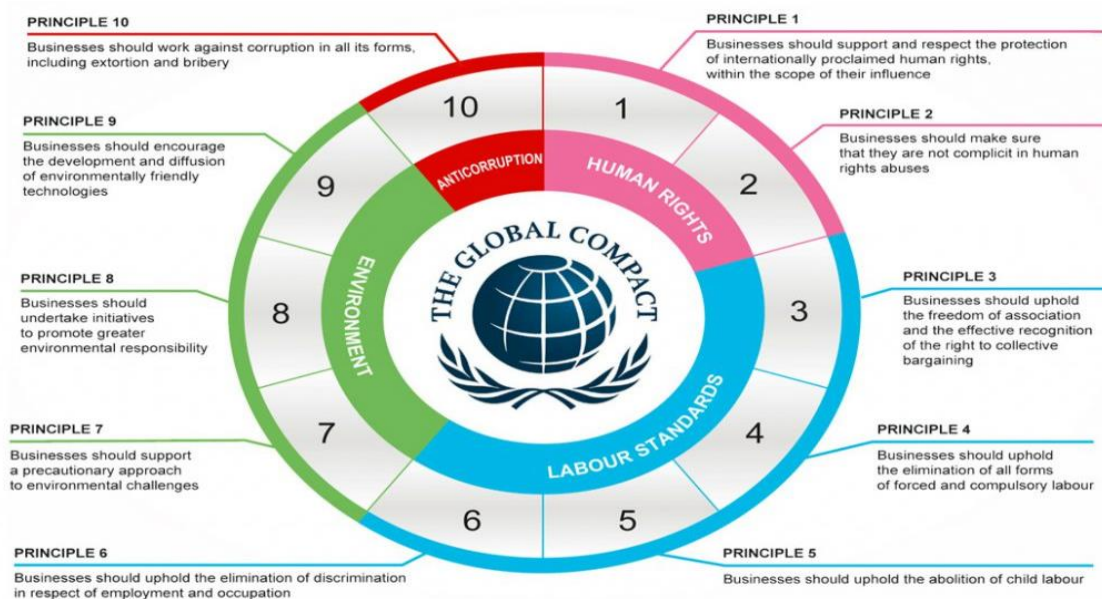 PRINCIPLE 10
Businesses should work against corruption in all its forms,
including extortion and bribery
PRINCIPLE 1
Businesses should support and respect the protection
of internationally proclaimed human rights,
within the scope of their influence
PRINCIPLE 2
Businesses should make sure
that they are not complicit in human
rights abuses
PRINCIPLE 3
Businesses should uphold
the freedom of association
and the effective recognition
of the right to collective
bargaining
PRINCIPLE 4
Businesses should uphold
the elimination of all forms
of forced and compulsory labour
PRINCIPLE 5
Businesses should uphold the abolition of child labour
PRINCIPLE 6
Businesses should uphold the elimination of discrimination
in respect of employment and occupation
PRINCIPLE 7
Businesses should support
a precautionary approach
to environmental challenges
PRINCIPLE 8
Businesses should
undertake initiatives
to promote greater
environmental responsibility
PRINCIPLE 9
Businesses should encourage
the development and diffusion
of environmentally friendly
technologies
10
1
2
3
4
5
6
7
8
9
ANTICORRUPTION
HUMAN RIGHTS
LABOUR STANDARDS
ENVIRONMENT
THE GLOBAL COMPACT